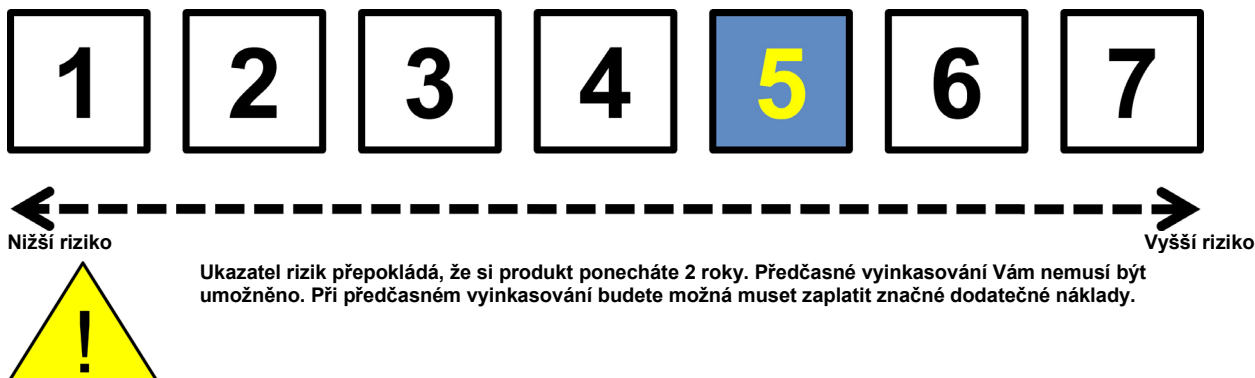 1 2 3 4 5 6 7
Nižší riziko Vyšší riziko
Ukazatel rizik přepokládá, že si produkt ponecháte 2 roky. Předčasné vyinkasování Vám nemusí být
umožněno. Při předčasném vyinkasování budete možná muset zaplatit značné dodatečné náklady.
!